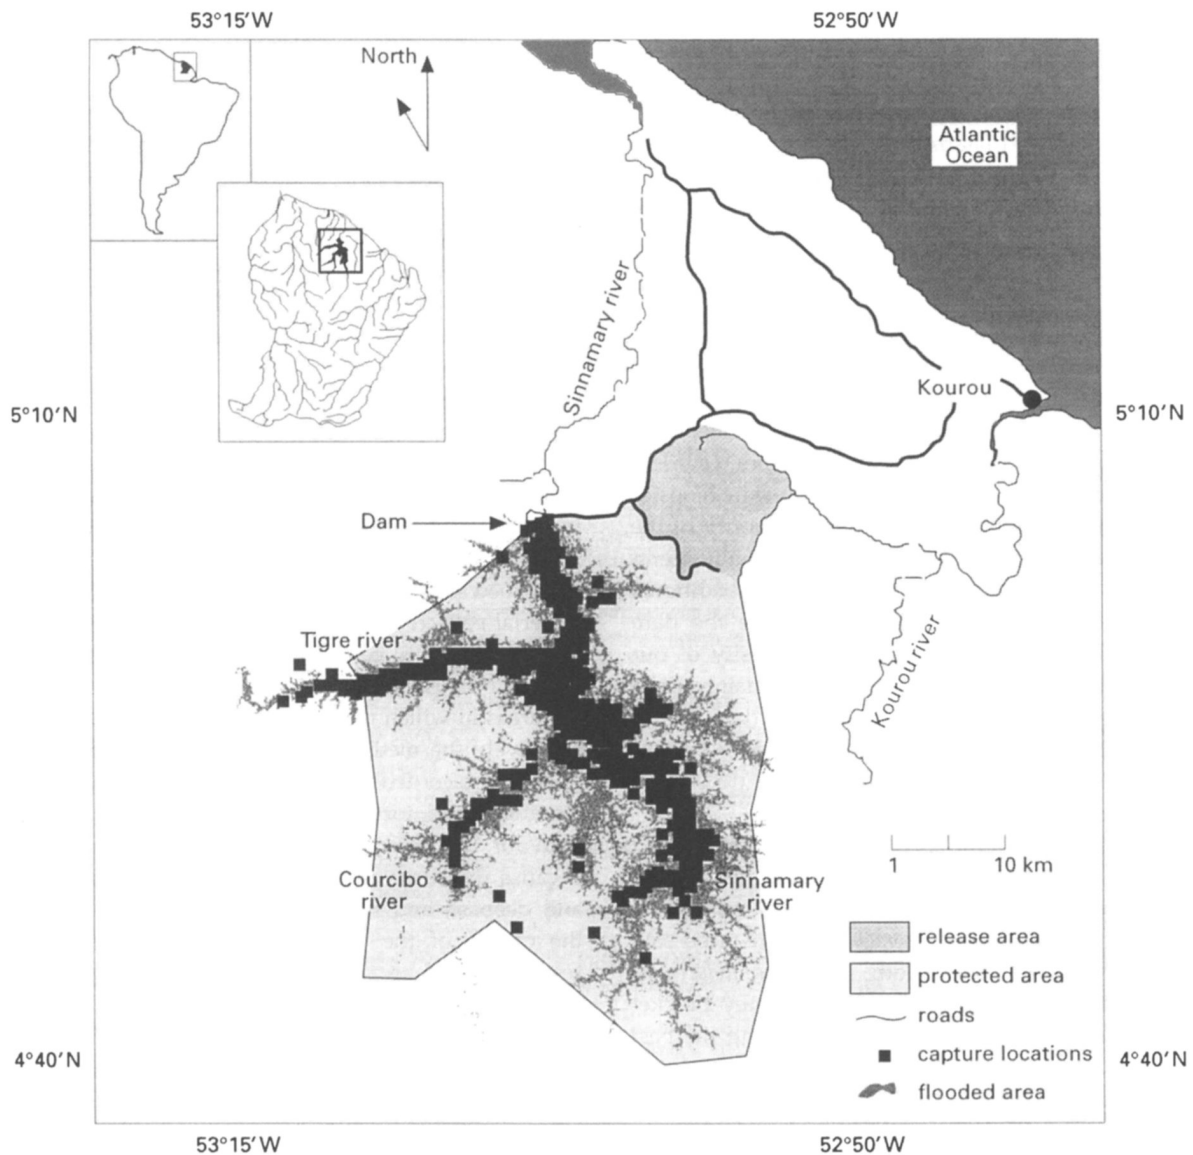 53°15'W
52°50'W
North
Atlantic
Ocean
Sinnamary river
Kourou
5°10'N
5°10'N
Dam
Tigre river
Kourou river
Courcibo
river
Sinnamary
river
1
10 km
release area
protected area
roads
capture locations
flooded area
4°40'N
4°40'N
53°15'W
52°50'W